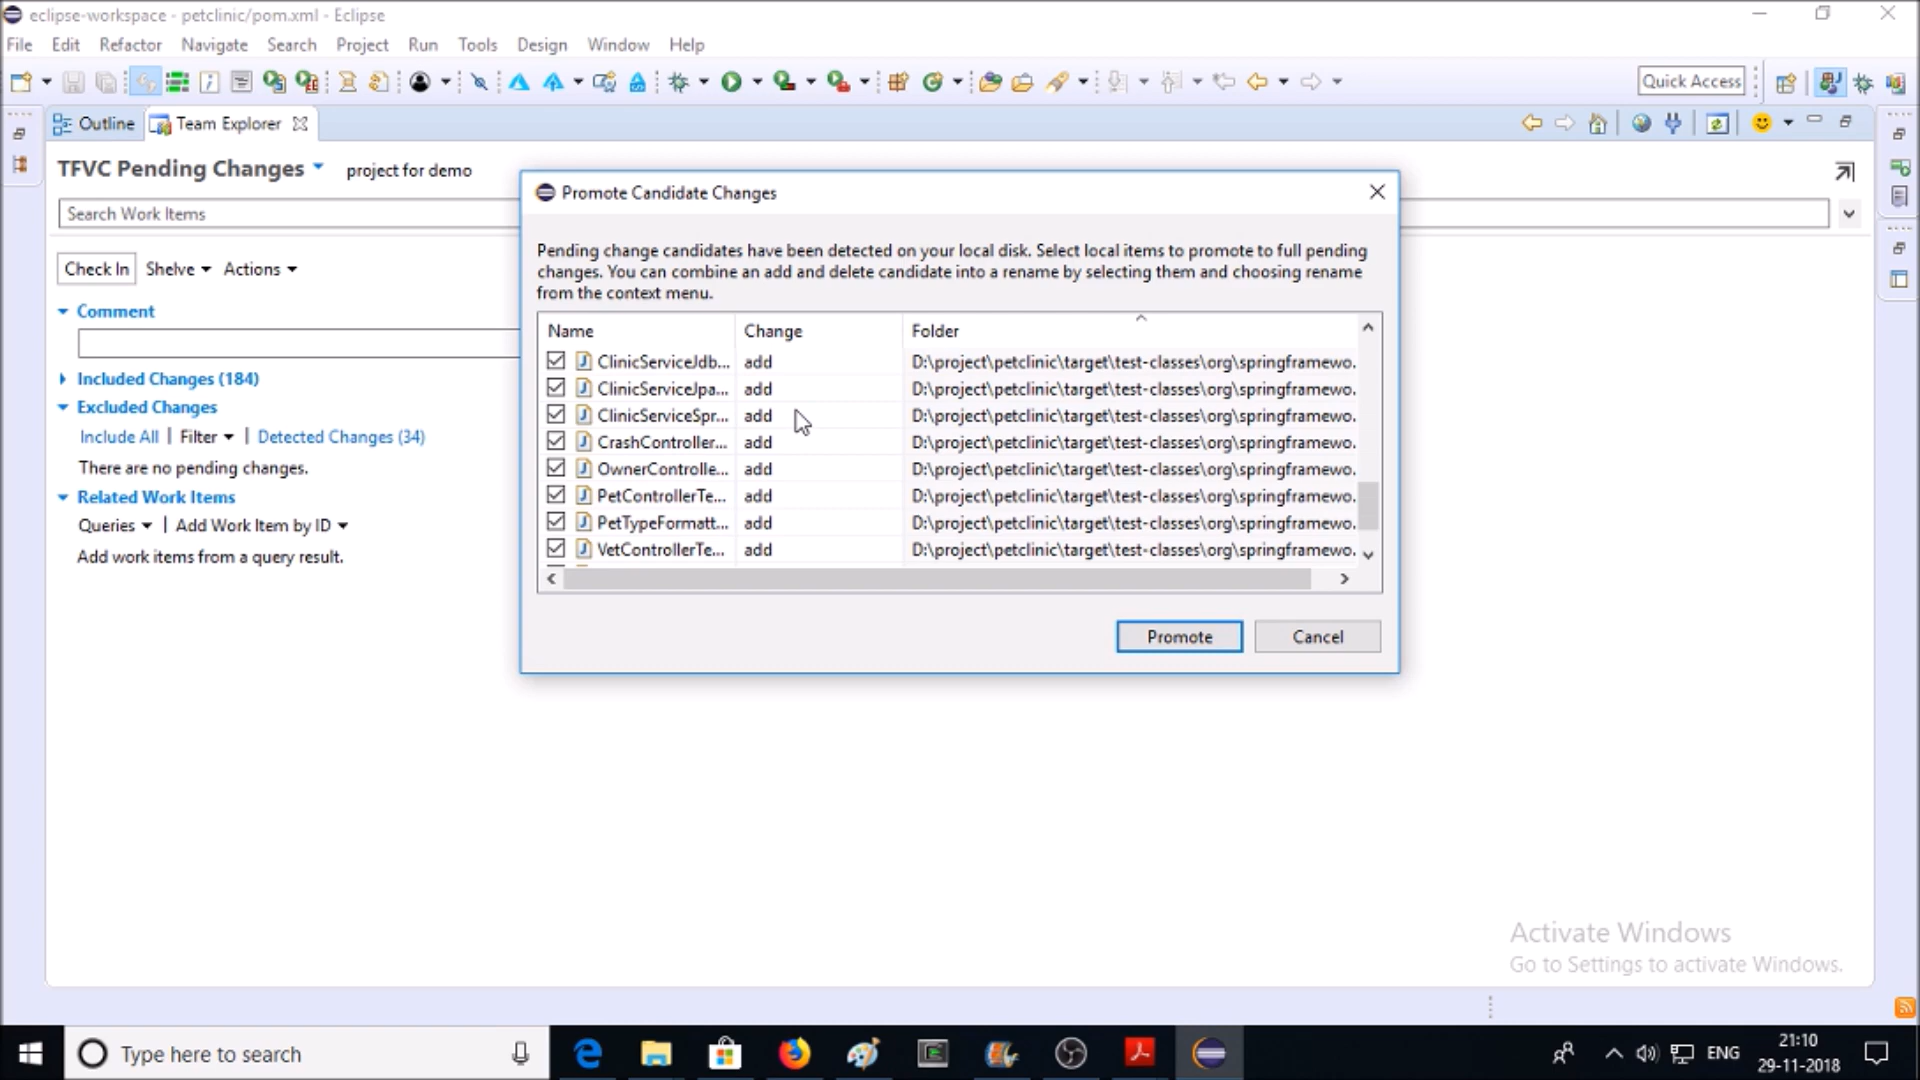 eclipse-workspace - petclinic/pom.xml - Eclipse
File Edit Refactor Navigate Search Project Run Tools Design Window Help
Quick Access
Outline Team Explorer
TFVC Pending Changes project for demo
Search Work Items
Check In Shelve Actions
Comment
Included Changes (184)
Excluded Changes
Include All | Filter | Detected Changes (34)
There are no pending changes.
Related Work Items
Queries | Add Work Item by ID
Add work items from a query result.
Promote Candidate Changes
Pending change candidates have been detected on your local disk. Select local items to promote to full pending
changes. You can combine an add and delete candidate into a rename by selecting them and choosing rename
from the context menu.
Name Change Folder
ClinicServiceJdb... add D:\project\petclinic\target\test-classes\org\springframewo.
ClinicServiceJpa... add D:\project\petclinic\target\test-classes\org\springframewo.
ClinicServiceSpr... add D:\project\petclinic\target\test-classes\org\springframewo.
CrashController... add D:\project\petclinic\target\test-classes\org\springframewo.
OwnerControlle... add D:\project\petclinic\target\test-classes\org\springframewo.
PetControllerTe... add D:\project\petclinic\target\test-classes\org\springframewo.
PetTypeFormatt... add D:\project\petclinic\target\test-classes\org\springframewo.
VetControllerTe... add D:\project\petclinic\target\test-classes\org\springframewo.
Promote Cancel
Activate Windows
Go to Settings to activate Windows.
Type here to search
ENG
21:10
29-11-2018